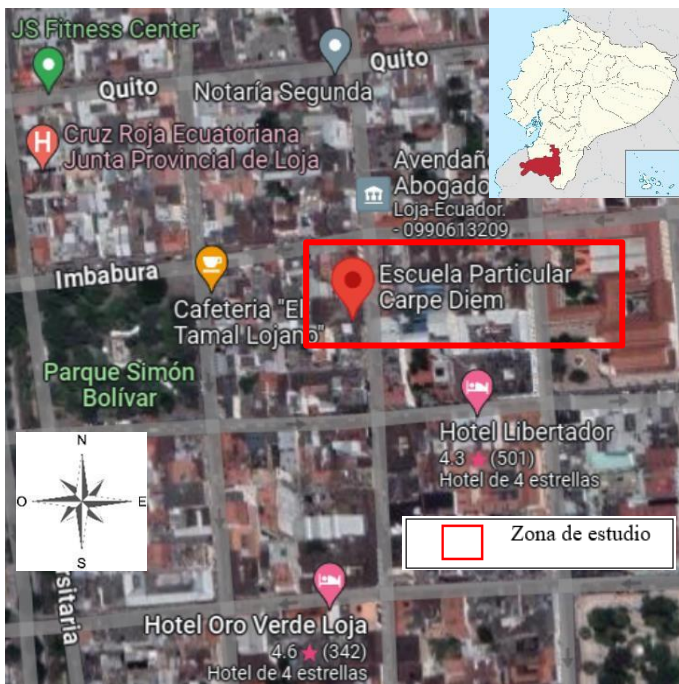 JS Fitness Center
Quito
Quito
Notaría Segunda
H
Cruz Roja Ecuatoriana
Junta Provincial de Loja
Avendañ
Abogado
Loja-Ecuador.
- 0990613209
Imbabura
Escuela Particular
Carpe Diem
Cafeteria "El
Tamal Lojano"
Parque Simón
Bolívar
Hotel Libertador
4.3 ★ (501)
Hotel de 4 estrellas
N
O
E
S
Zona de estudio
rsitaria
Hotel Oro Verde Loja
4.6 ★ (342)
Hotel de 4 estrellas